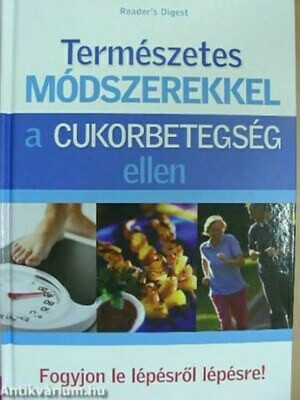 Reader's Digest
Természetes
MÓDSZEREKKEL
a CUKORBETEGSÉG
ellen
Fogyjon le lépésről lépésre!
antikvarium.hu